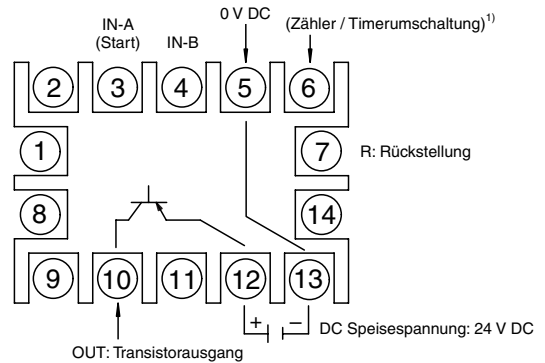 0 V DC
(Zähler / Timerumschaltung)¹⁾
IN-A
(Start)
IN-B
2
3
4
5
6
1
7
R: Rückstellung
8
14
9
10
11
12
13
+
−
DC Speisespannung: 24 V DC
OUT: Transistorausgang